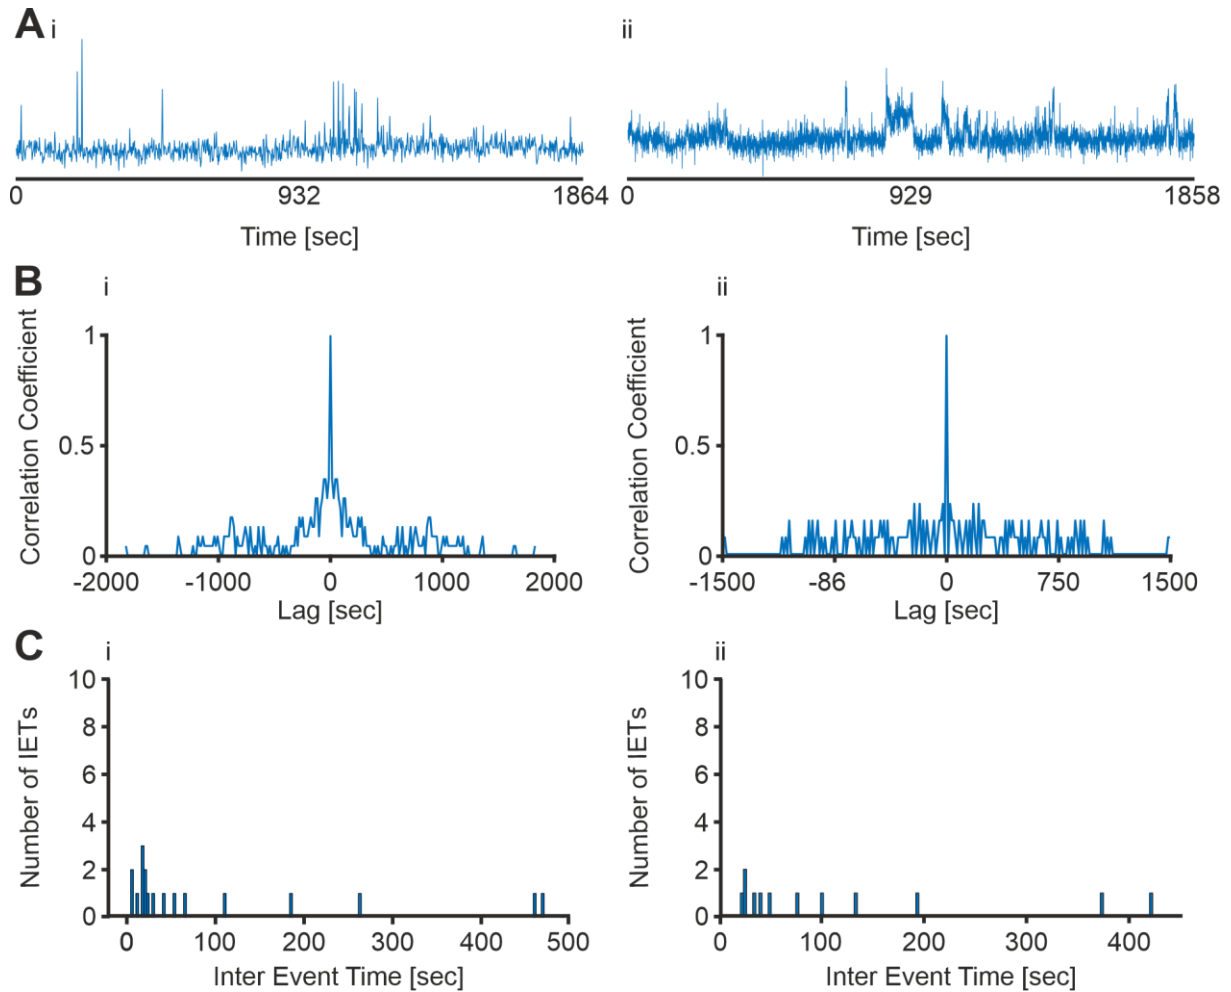 A i ii
0 932 1864 0 929 1858
Time [sec] Time [sec]
B i ii
Correlation Coefficient Correlation Coefficient
1 1
0.5 0.5
0 0
-2000 -1000 0 1000 2000 -1500 -86 0 750 1500
Lag [sec] Lag [sec]
C i ii
Number of IETs Number of IETs
10 10
8 8
6 6
4 4
2 2
0 0
0 100 200 300 400 500 0 100 200 300 400
Inter Event Time [sec] Inter Event Time [sec]